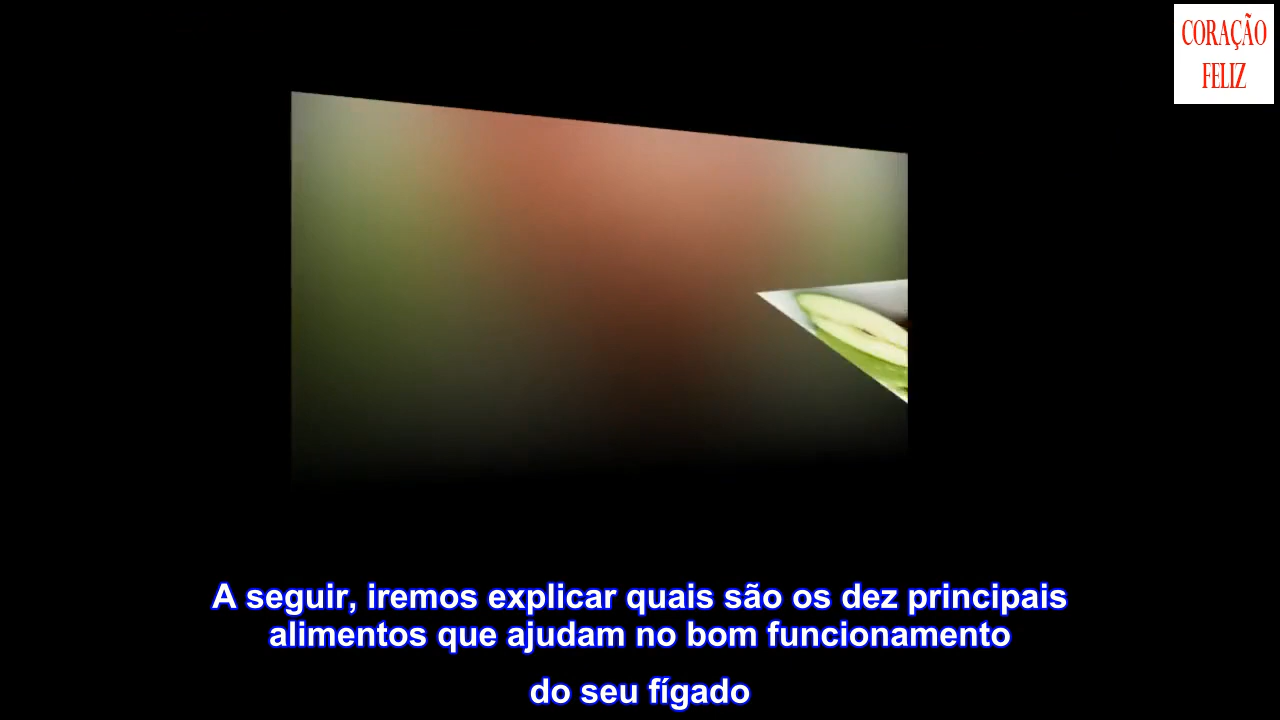 CORAÇÃO
FELIZ
A seguir, iremos explicar quais são os dez principais
alimentos que ajudam no bom funcionamento
do seu fígado